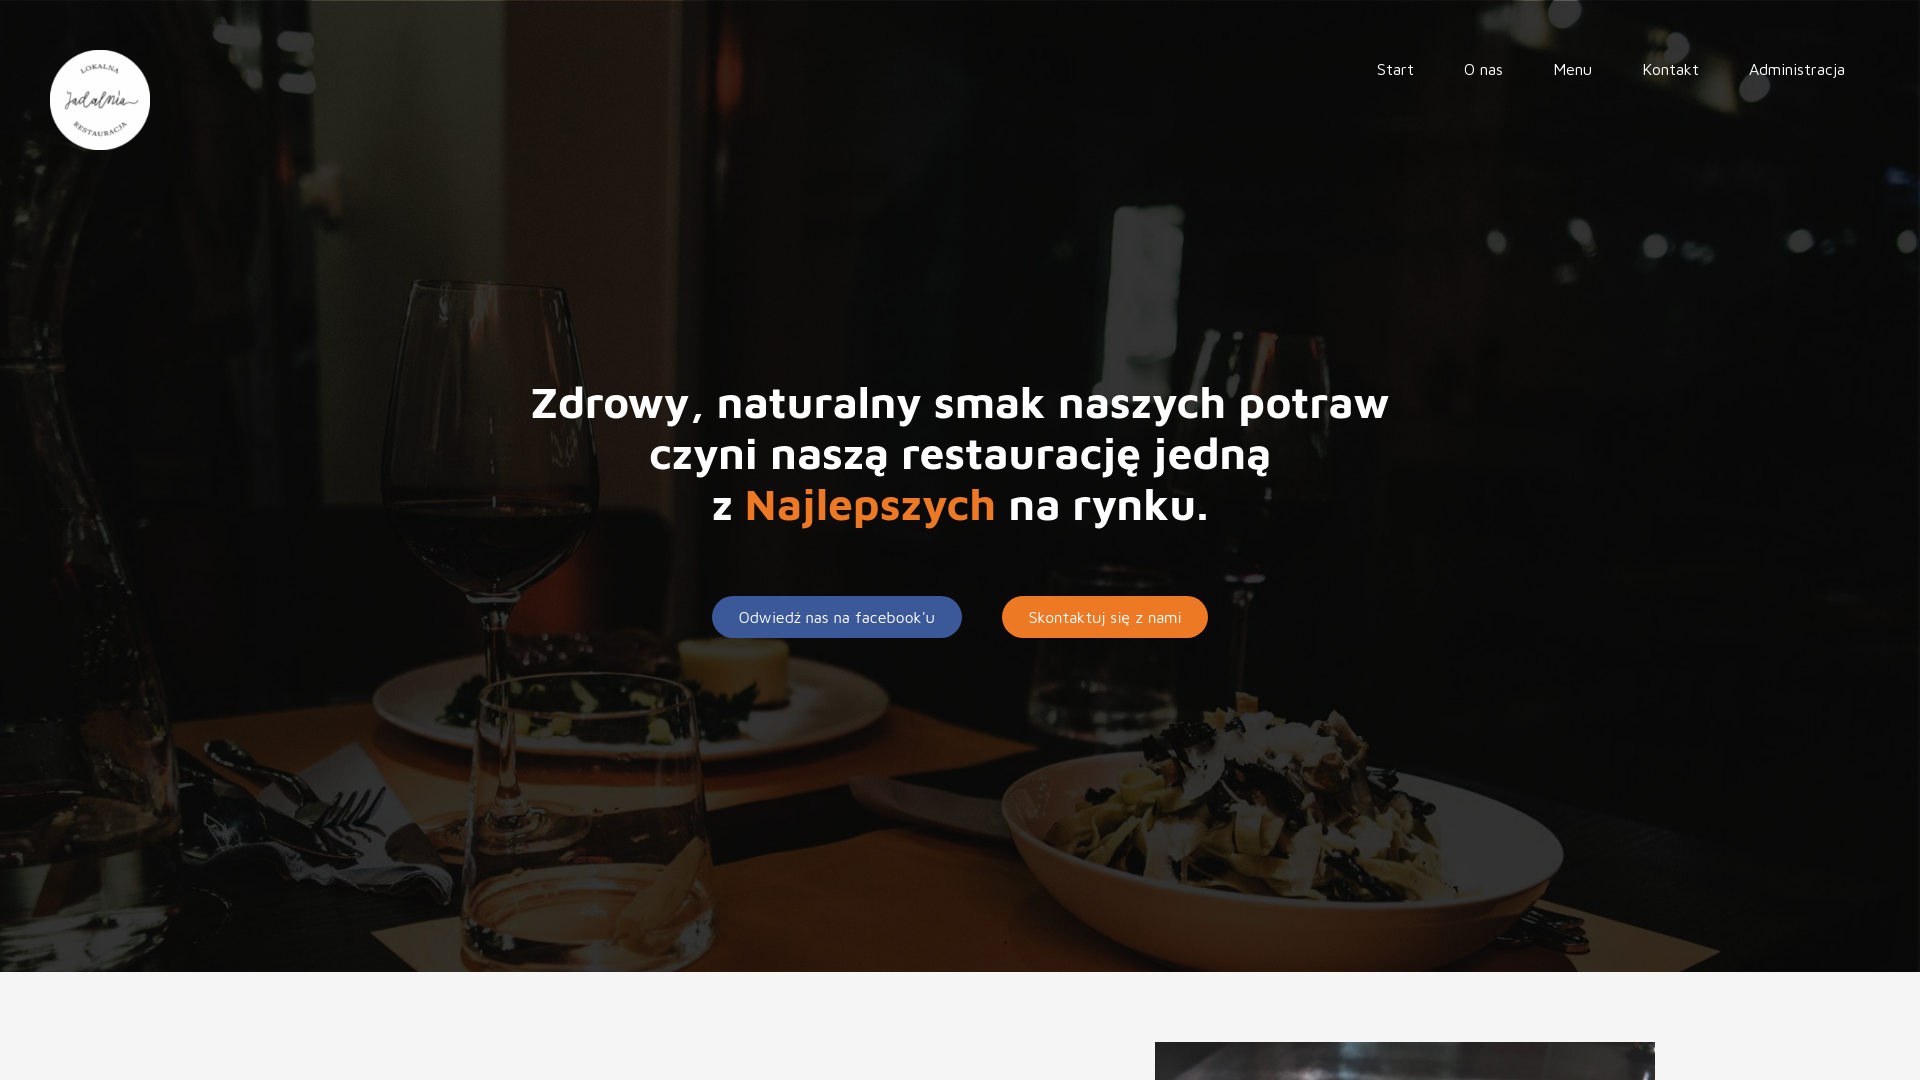 LOKALNA
Jadalnia
RESTAURACJA
Start
O nas
Menu
Kontakt
Administracja
Zdrowy, naturalny smak naszych potraw
czyni naszą restaurację jedną
z Najlepszych na rynku.
Odwiedź nas na facebook'u
Skontaktuj się z nami